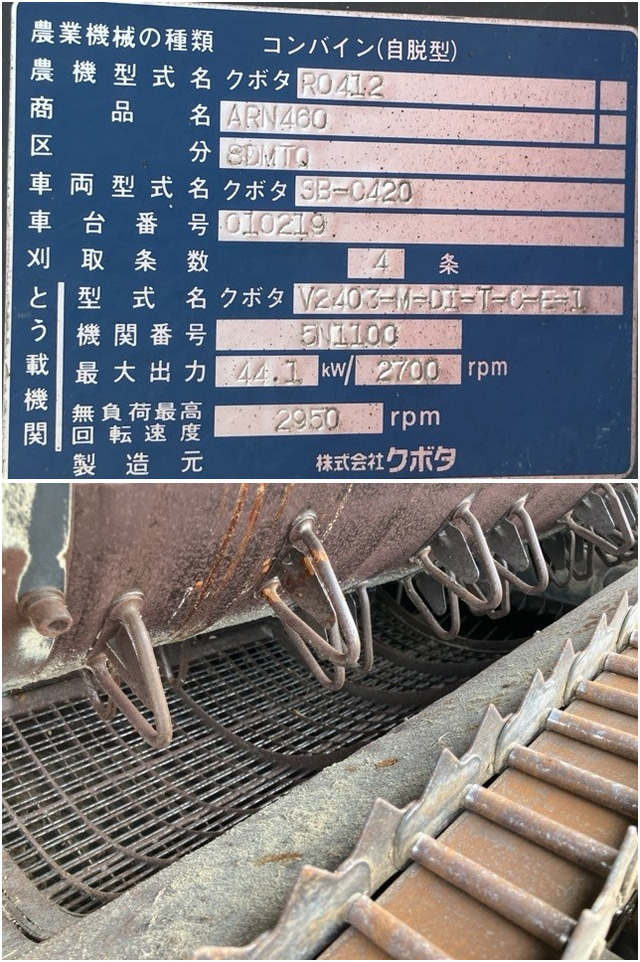 農業機械の種類 コンバイン(自脱型)
農機型式名 クボタ RO412
商品名 ARN460
区分 8DMTQ
車両型式名 クボタ SB-C420
車台番号 010219
刈取条数 4 条
とう載機関
型式名 クボタ V2403-M-DI-T-C-E-1
機関番号 5N1100
最大出力 44.1 kW/ 2700 rpm
無負荷最高回転速度 2950 rpm
製造元 株式会社クボタ